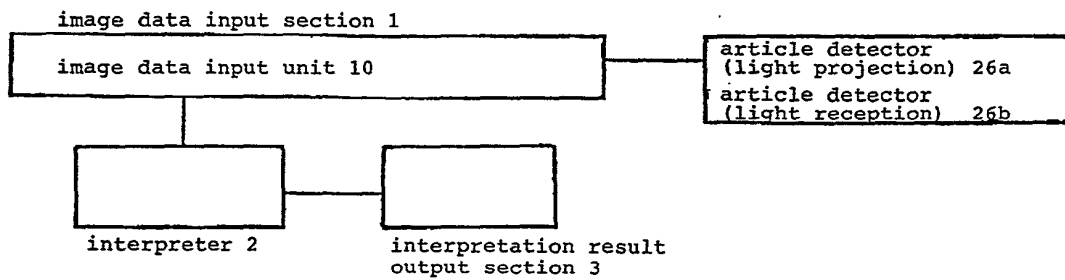 image data input section 1
image data input unit 10
article detector
(light projection) 26a
article detector
(light reception) 26b
interpreter 2
interpretation result
output section 3